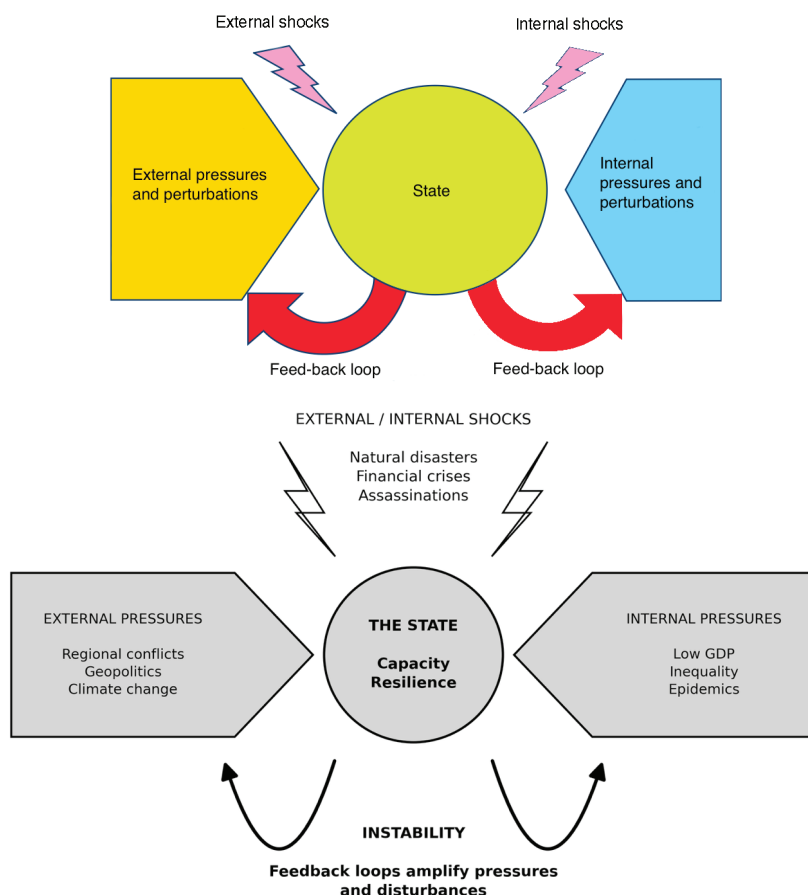 External shocks
Internal shocks
External pressures
and perturbations
State
Internal
pressures and
perturbations
Feed-back loop
Feed-back loop
EXTERNAL / INTERNAL SHOCKS
Natural disasters
Financial crises
Assassinations
EXTERNAL PRESSURES
Regional conflicts
Geopolitics
Climate change
THE STATE
Capacity
Resilience
INTERNAL PRESSURES
Low GDP
Inequality
Epidemics
INSTABILITY
Feedback loops amplify pressures
and disturbances